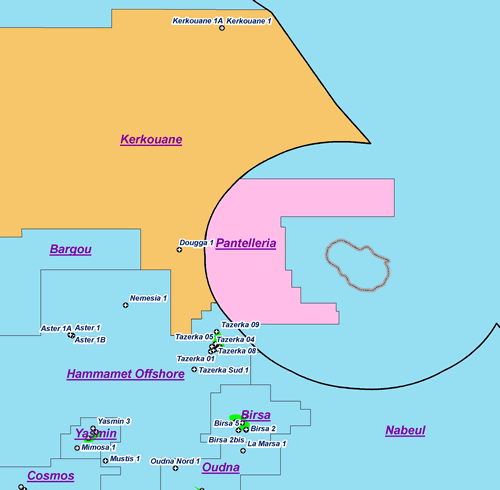 Kerkouane 1A Kerkouane 1
Kerkouane
Dougga 1
Pantelleria
Bargou
Nemesia 1
Aster 1A Aster 1
Aster 1B
Tazerka 09
Tazerka 05 Tazerka 04
Tazerka 01 Tazerka 08
Tazerka Sud 1
Hammamet Offshore
Birsa
Birsa 5 Birsa 2
Birsa 2bis
La Marsa 1
Nabeul
Yasmin 3
Yasmin
Mimosa 1
Mustis 1
Oudna Nord 1
Oudna
Cosmos